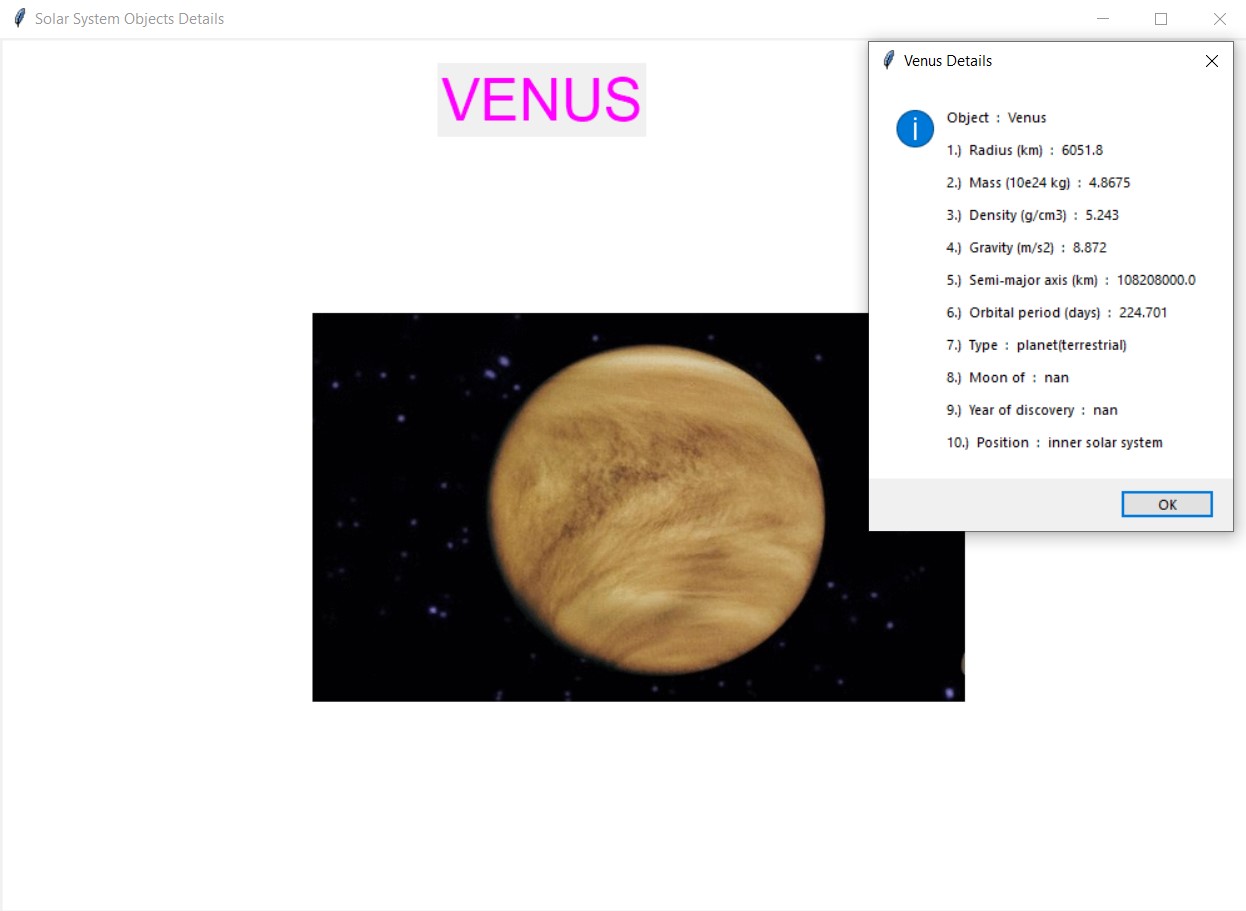 Solar System Objects Details
VENUS
Venus Details
Object : Venus
1.) Radius (km) : 6051.8
2.) Mass (10e24 kg) : 4.8675
3.) Density (g/cm3) : 5.243
4.) Gravity (m/s2) : 8.872
5.) Semi-major axis (km) : 108208000.0
6.) Orbital period (days) : 224.701
7.) Type : planet(terrestrial)
8.) Moon of : nan
9.) Year of discovery : nan
10.) Position : inner solar system
OK